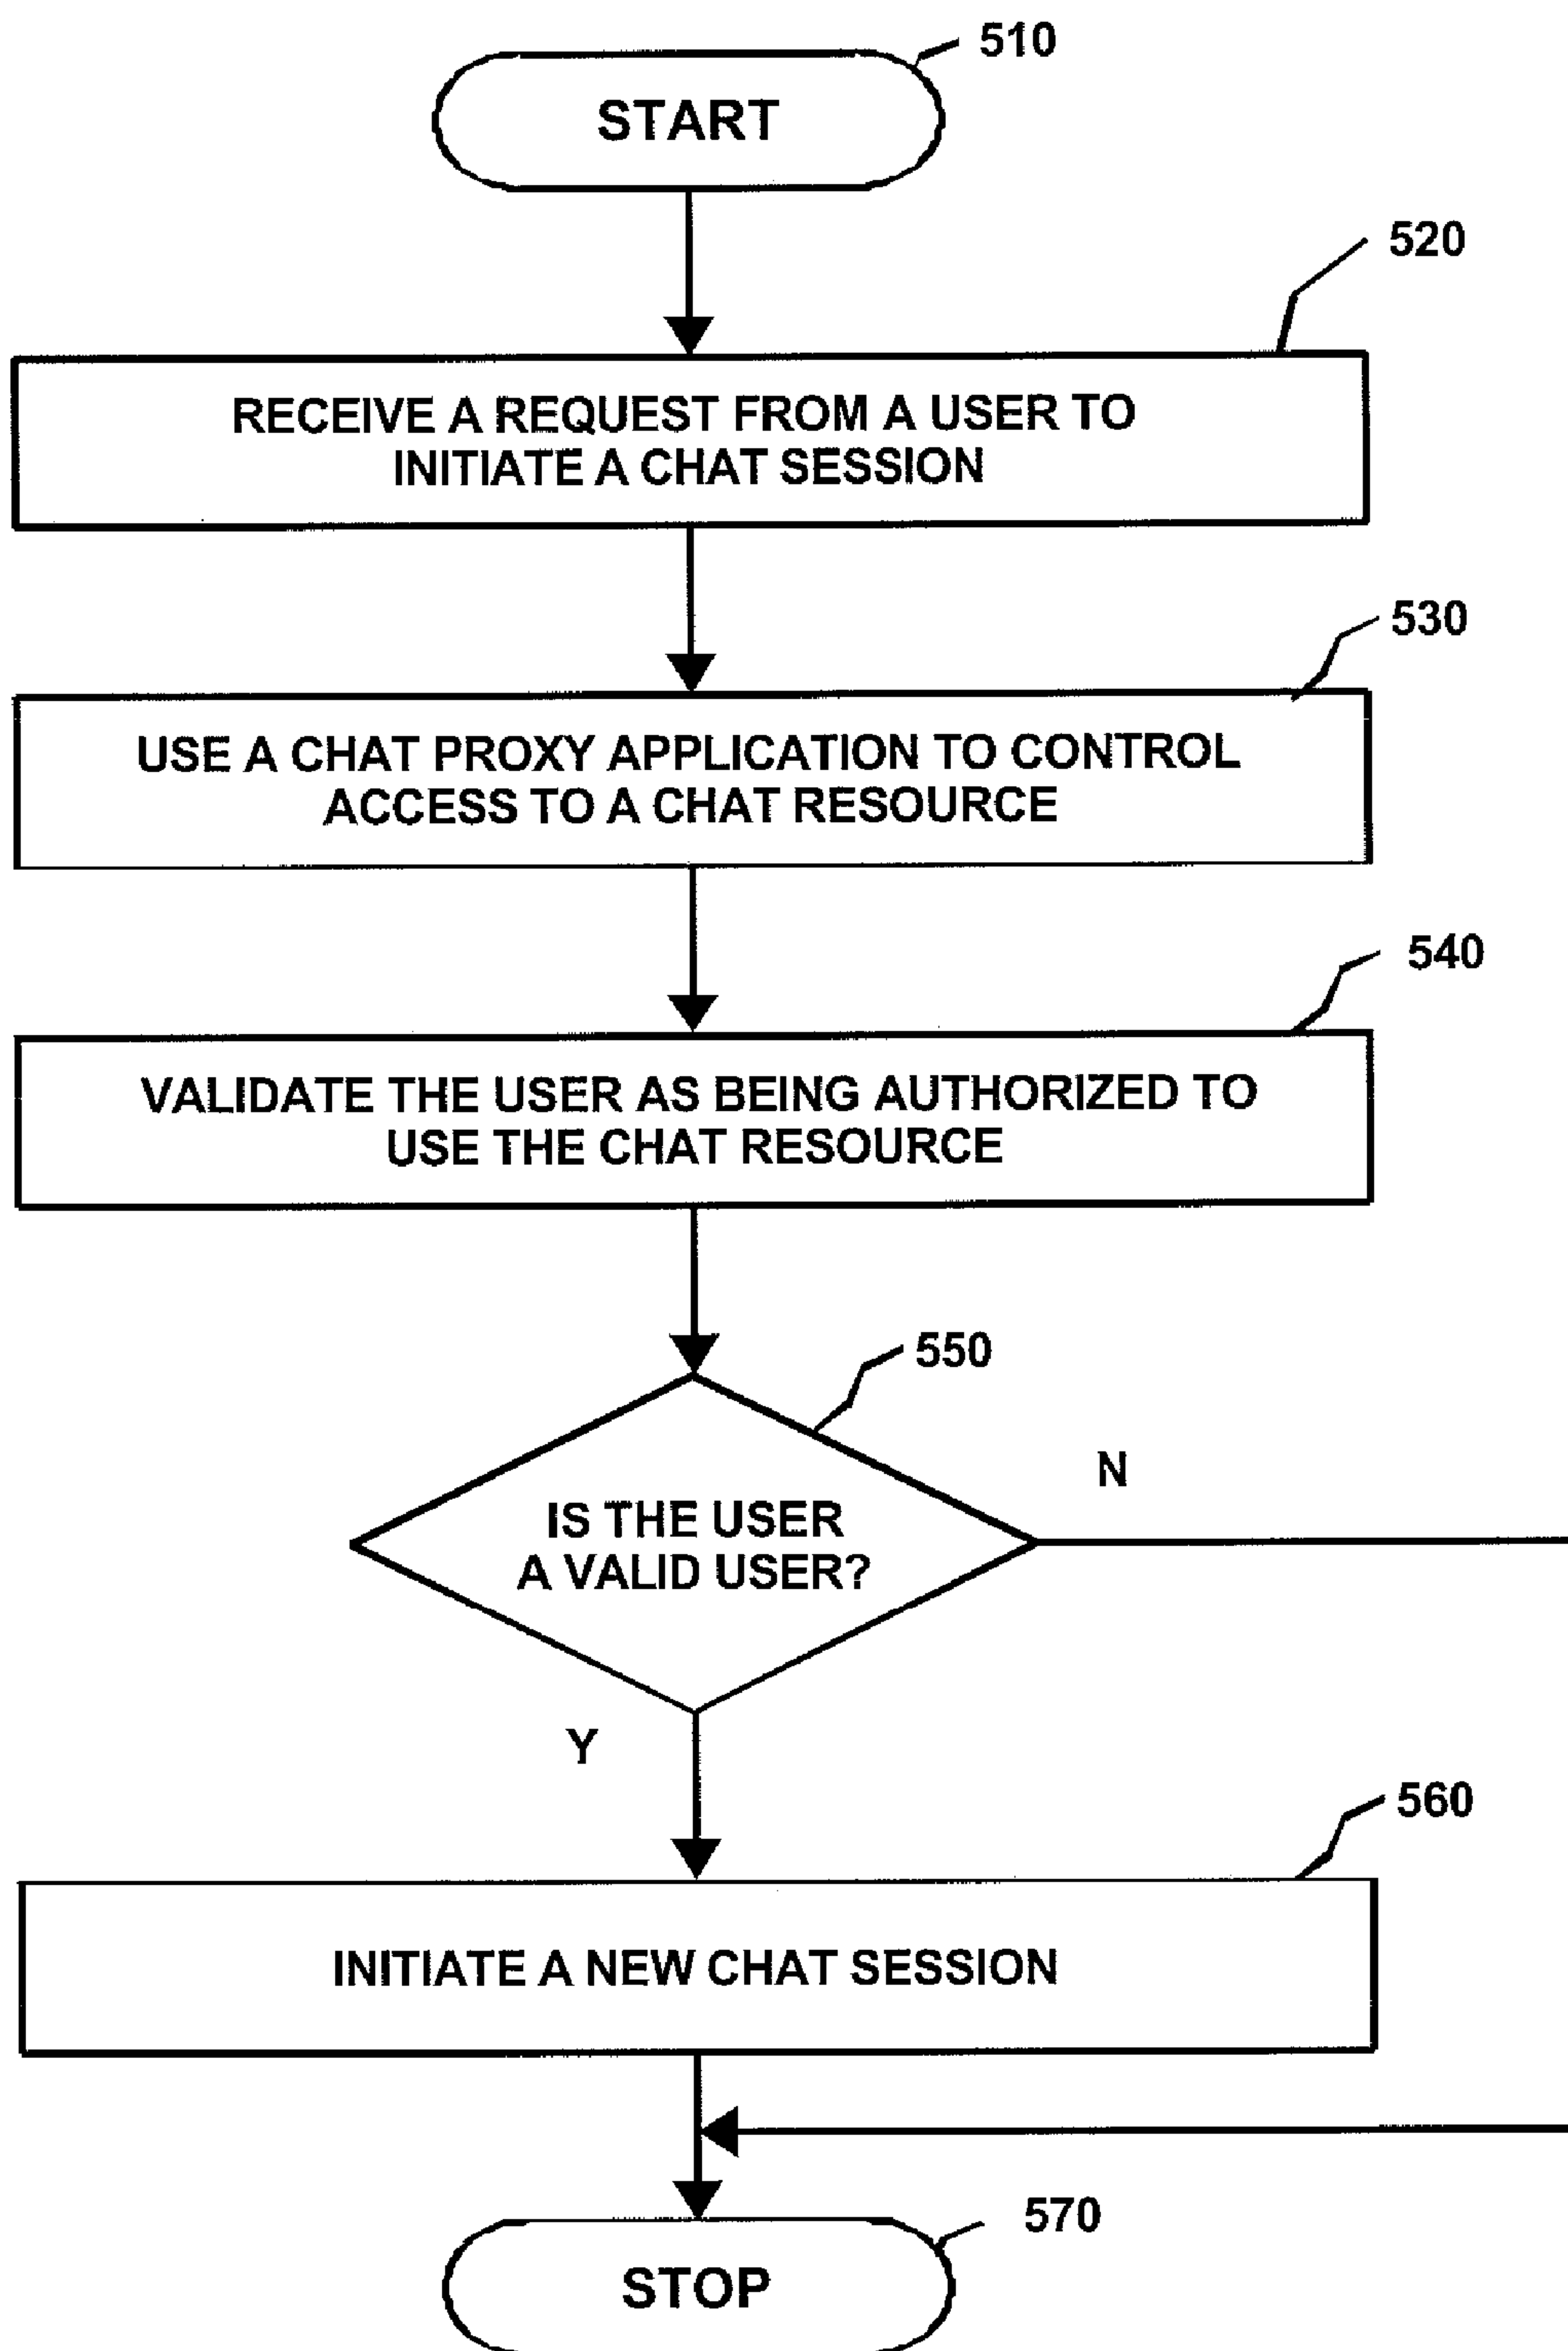 510
START
520
RECEIVE A REQUEST FROM A USER TO
INITIATE A CHAT SESSION
530
USE A CHAT PROXY APPLICATION TO CONTROL
ACCESS TO A CHAT RESOURCE
540
VALIDATE THE USER AS BEING AUTHORIZED TO
USE THE CHAT RESOURCE
550
N
IS THE USER
A VALID USER?
Y
560
INITIATE A NEW CHAT SESSION
570
STOP